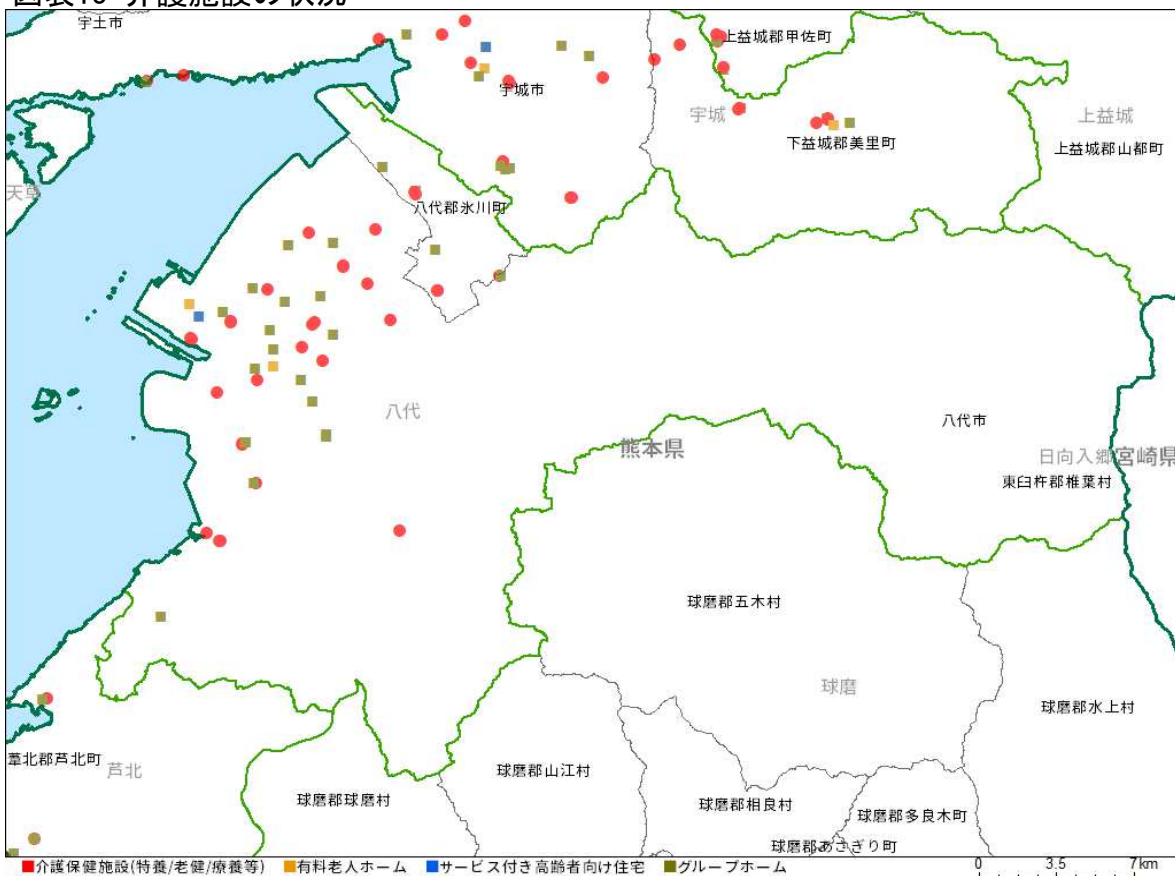 宇土市
上益城郡甲佐町
宇城市
宇城
上益城
下益城郡美里町
上益城郡山都町
天草
八代郡氷川町
八代
八代市
熊本県
日向入郷
宮崎県
東臼杵郡椎葉村
球磨郡五木村
球磨
球磨郡水上村
葦北郡芦北町
芦北
球磨郡山江村
球磨郡球磨村
球磨郡相良村
球磨郡多良木町
球磨郡あさぎり町
介護保健施設(特養/老健/療養等) 有料老人ホーム サービス付き高齢者向け住宅 グループホーム
0 3.5 7km